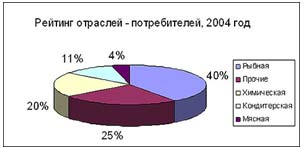 Рейтинг отраслей - потребителей, 2004 год
4%
11%
40%
20%
25%
Рыбная
Прочие
Химическая
Кондитерская
Мясная